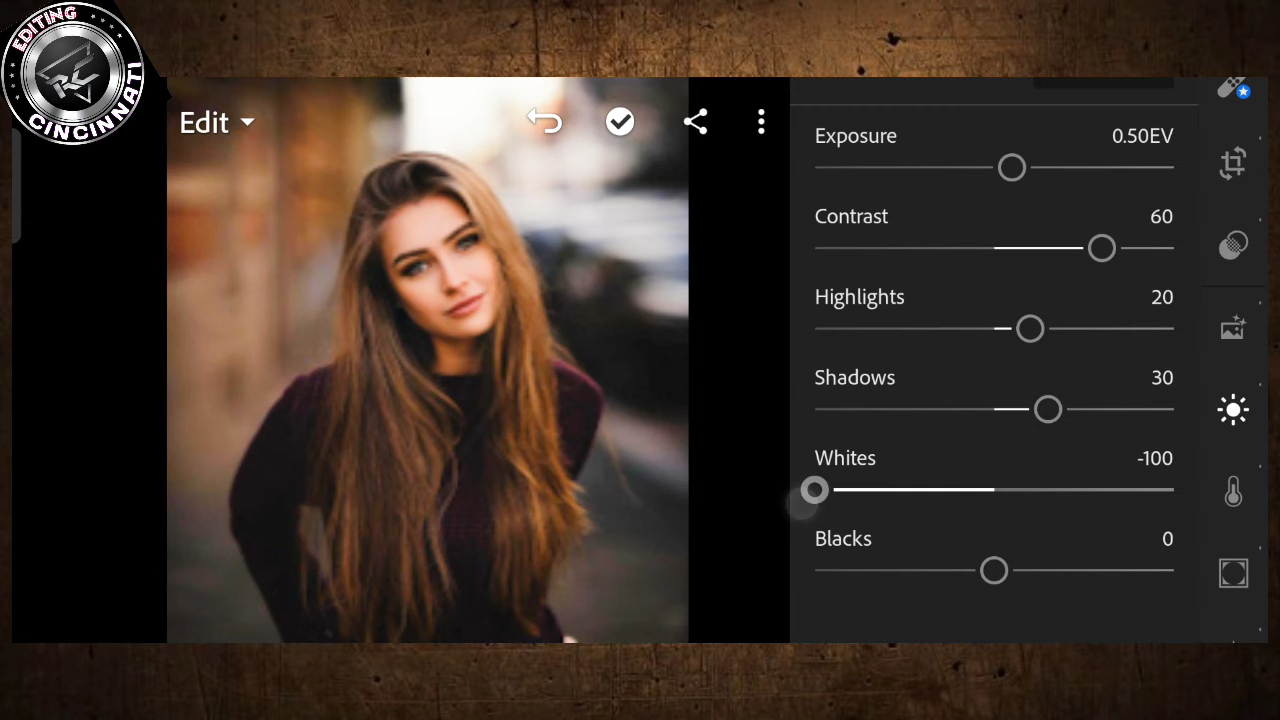 EDITING
CINCINNATI
Edit
Exposure 0.50EV
Contrast 60
Highlights 20
Shadows 30
Whites -100
Blacks 0